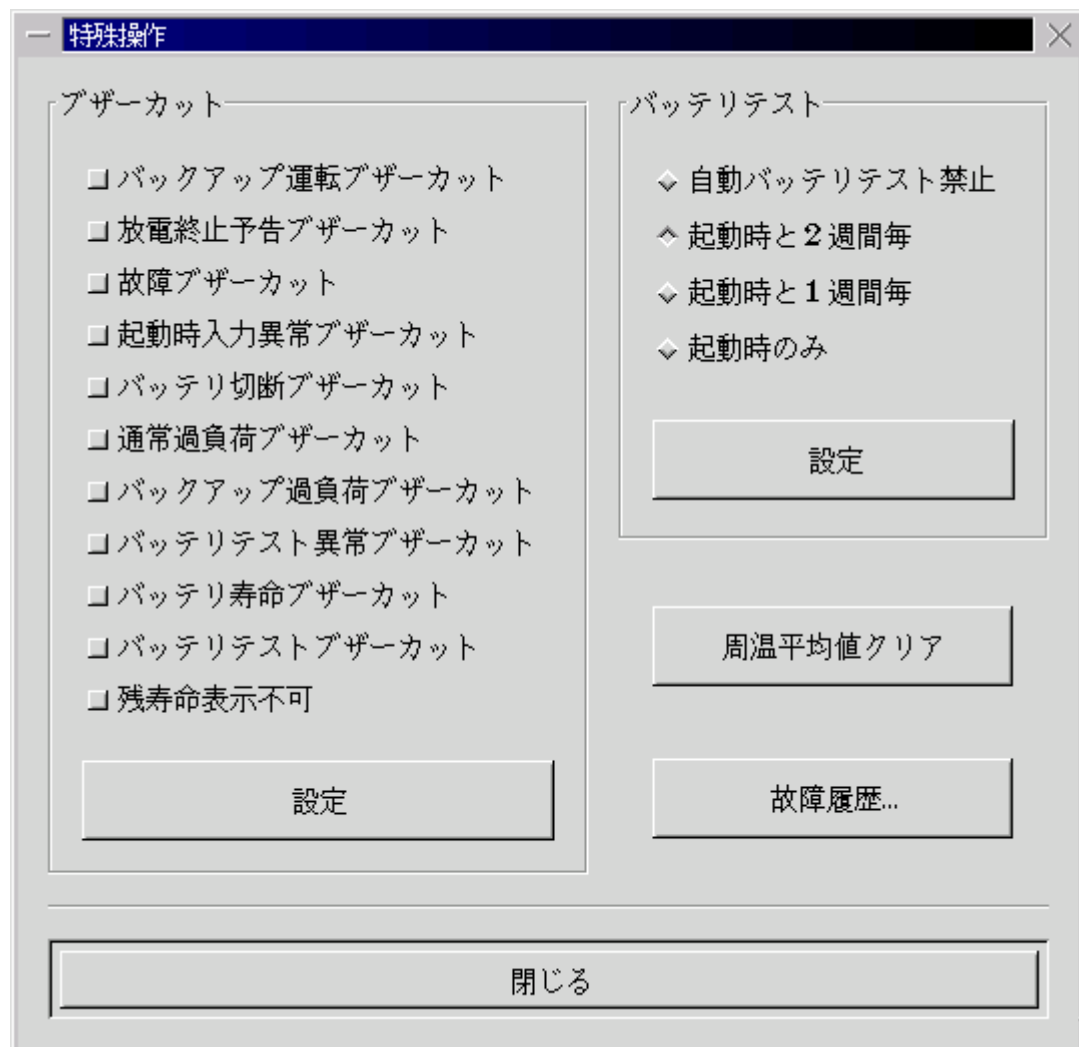 特殊操作
ブザーカット
バックアップ運転ブザーカット
放電終止予告ブザーカット
故障ブザーカット
起動時入力異常ブザーカット
バッテリ切断ブザーカット
通常過負荷ブザーカット
バックアップ過負荷ブザーカット
バッテリテスト異常ブザーカット
バッテリ寿命ブザーカット
バッテリテストブザーカット
残寿命表示不可
設定
バッテリテスト
自動バッテリテスト禁止
起動時と2週間毎
起動時と1週間毎
起動時のみ
設定
周温平均値クリア
故障履歴...
閉じる